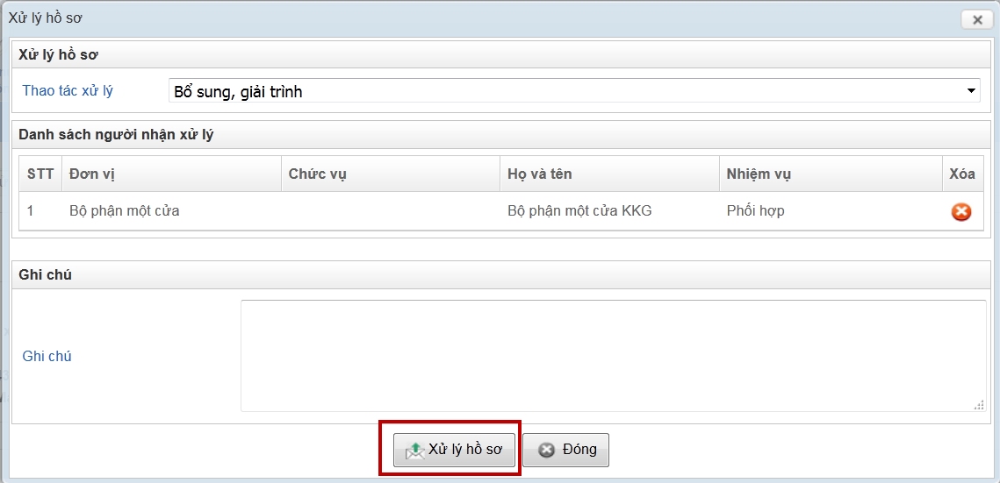 Xử lý hồ sơ
Xử lý hồ sơ
Thao tác xử lý Bổ sung, giải trình
Danh sách người nhận xử lý
STT Đơn vị Chức vụ Họ và tên Nhiệm vụ Xóa
1 Bộ phận một cửa Bộ phận một cửa KKG Phối hợp
Ghi chú
Ghi chú
Xử lý hồ sơ Đóng